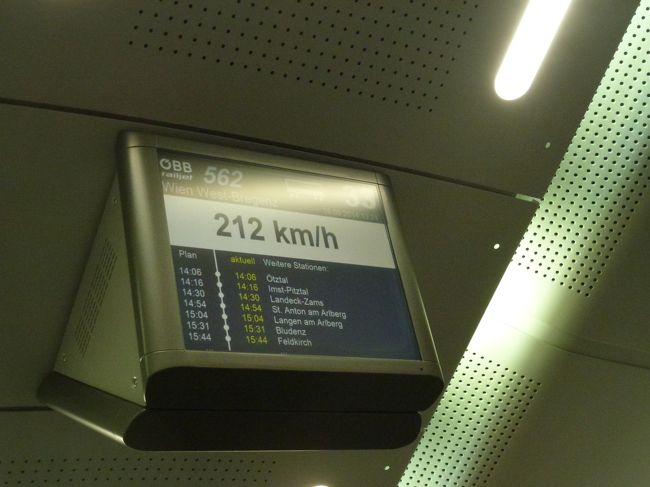 ÖBB 562
railjet
Wien West-Bregenz
212 km/h
Plan aktuell Weitere Stationen:
14:06 14:06 Ötztal
14:16 14:16 Imst-Pitztal
14:30 14:30 Landeck-Zams
14:54 14:54 St. Anton am Arlberg
15:04 15:04 Langen am Arlberg
15:31 15:31 Bludenz
15:44 15:44 Feldkirch